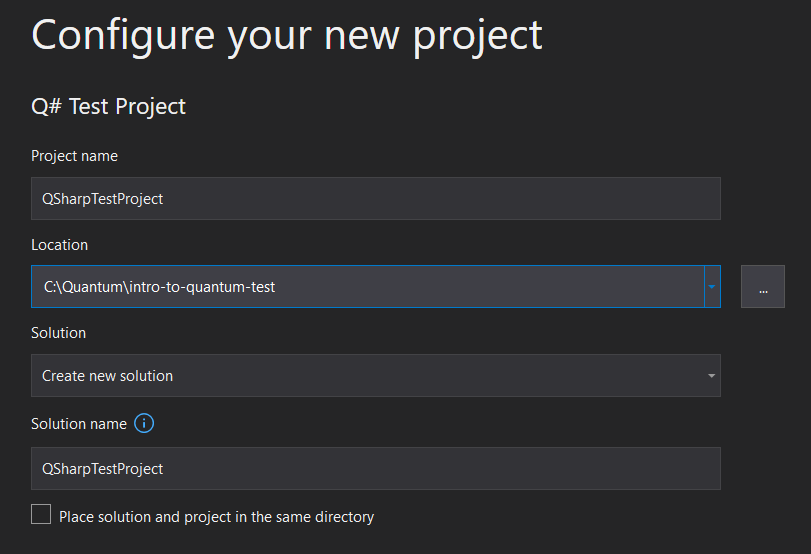 Configure your new project
Q# Test Project
Project name
QSharpTestProject
Location
C:\Quantum\intro-to-quantum-test
...
Solution
Create new solution
Solution name
QSharpTestProject
Place solution and project in the same directory